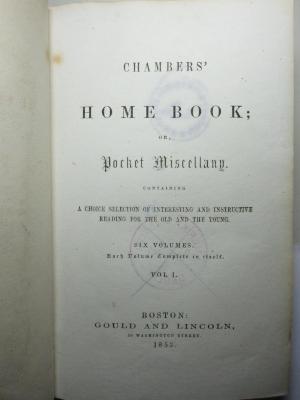 CHAMBERS'
HOME BOOK;
OR,
Pocket Miscellany.
CONTAINING
A CHOICE SELECTION OF INTERESTING AND INSTRUCTIVE
READING FOR THE OLD AND THE YOUNG.
SIX VOLUMES.
Each Volume Complete in itself.
VOL I.
BOSTON:
GOULD AND LINCOLN,
59 WASHINGTON STREET.
1853.